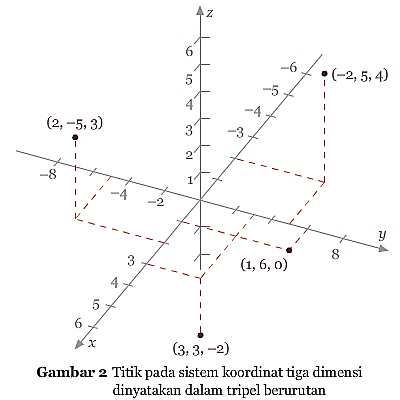 z
6
5
4
3
2
1
−6
−5
−4
−3
(−2, 5, 4)
(2, −5, 3)
−8
−4
−2
y
8
(1, 6, 0)
3
4
5
6
x
(3, 3, −2)
Gambar 2 Titik pada sistem koordinat tiga dimensi
dinyatakan dalam tripel berurutan